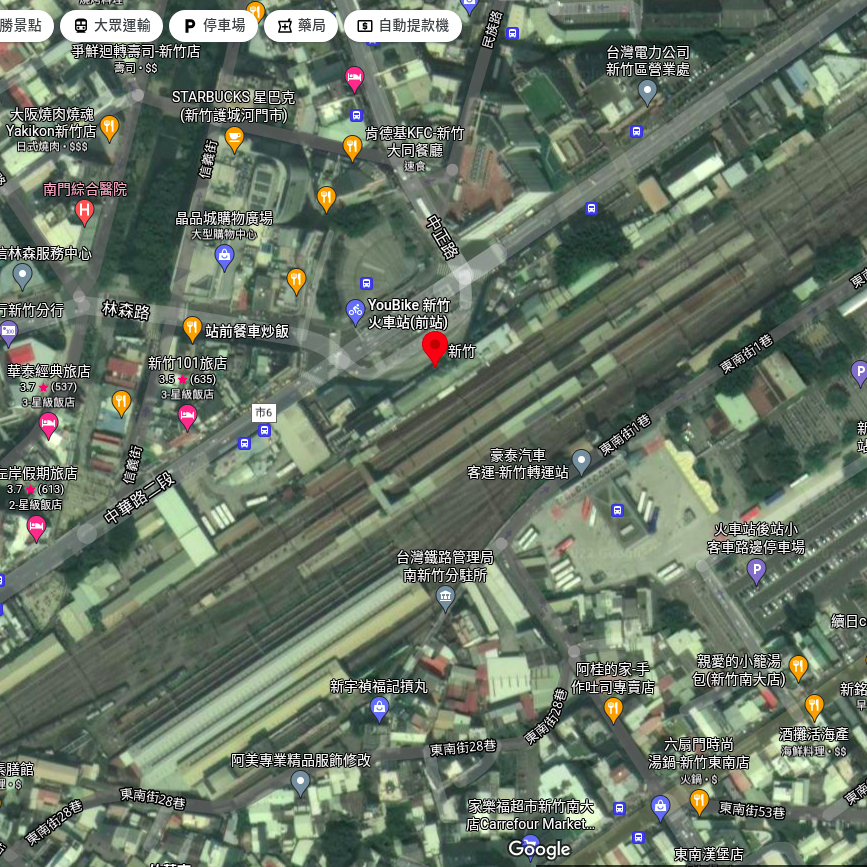 勝景點
大眾運輸
停車場
藥局
自動提款機
爭鮮迴轉壽司-新竹店
壽司・$$
民族路
台灣電力公司
新竹區營業處
STARBUCKS 星巴克
(新竹護城河門市)
大阪燒肉燒魂
Yakikon新竹店
日式燒肉・$$$
肯德基KFC-新竹
大同餐廳
速食
信義街
南門綜合醫院
晶品城購物廣場
大型購物中心
中正路
信林森服務中心
行新竹分行
林森路
YouBike 新竹
火車站(前站)
站前餐車炒飯
新竹
東南街1巷
華泰經典旅店
3.7 ★ (537)
3-星級飯店
新竹101旅店
3.5 ★ (635)
3-星級飯店
市6
東南街1巷
信義街
豪泰汽車
客運-新竹轉運站
左岸假期旅店
3.7 ★ (613)
2-星級飯店
中華路二段
火車站後站小
客車路邊停車場
台灣鐵路管理局
南新竹分駐所
續日c
親愛的小籠湯
包(新竹南大店)
阿桂的家-手
作吐司專賣店
新宇禎福記摃丸
新銘
早
東南街28巷
酒攤活海產
海鮮料理・$$
東南街28巷
六扇門時尚
湯鍋-新竹東南店
火鍋・$
阿美專業精品服飾修改
素膳館
理・$
東南街28巷
東南街28巷
家樂福超市新竹南大
店Carrefour Market...
東南街53巷
Google
東南漢堡店